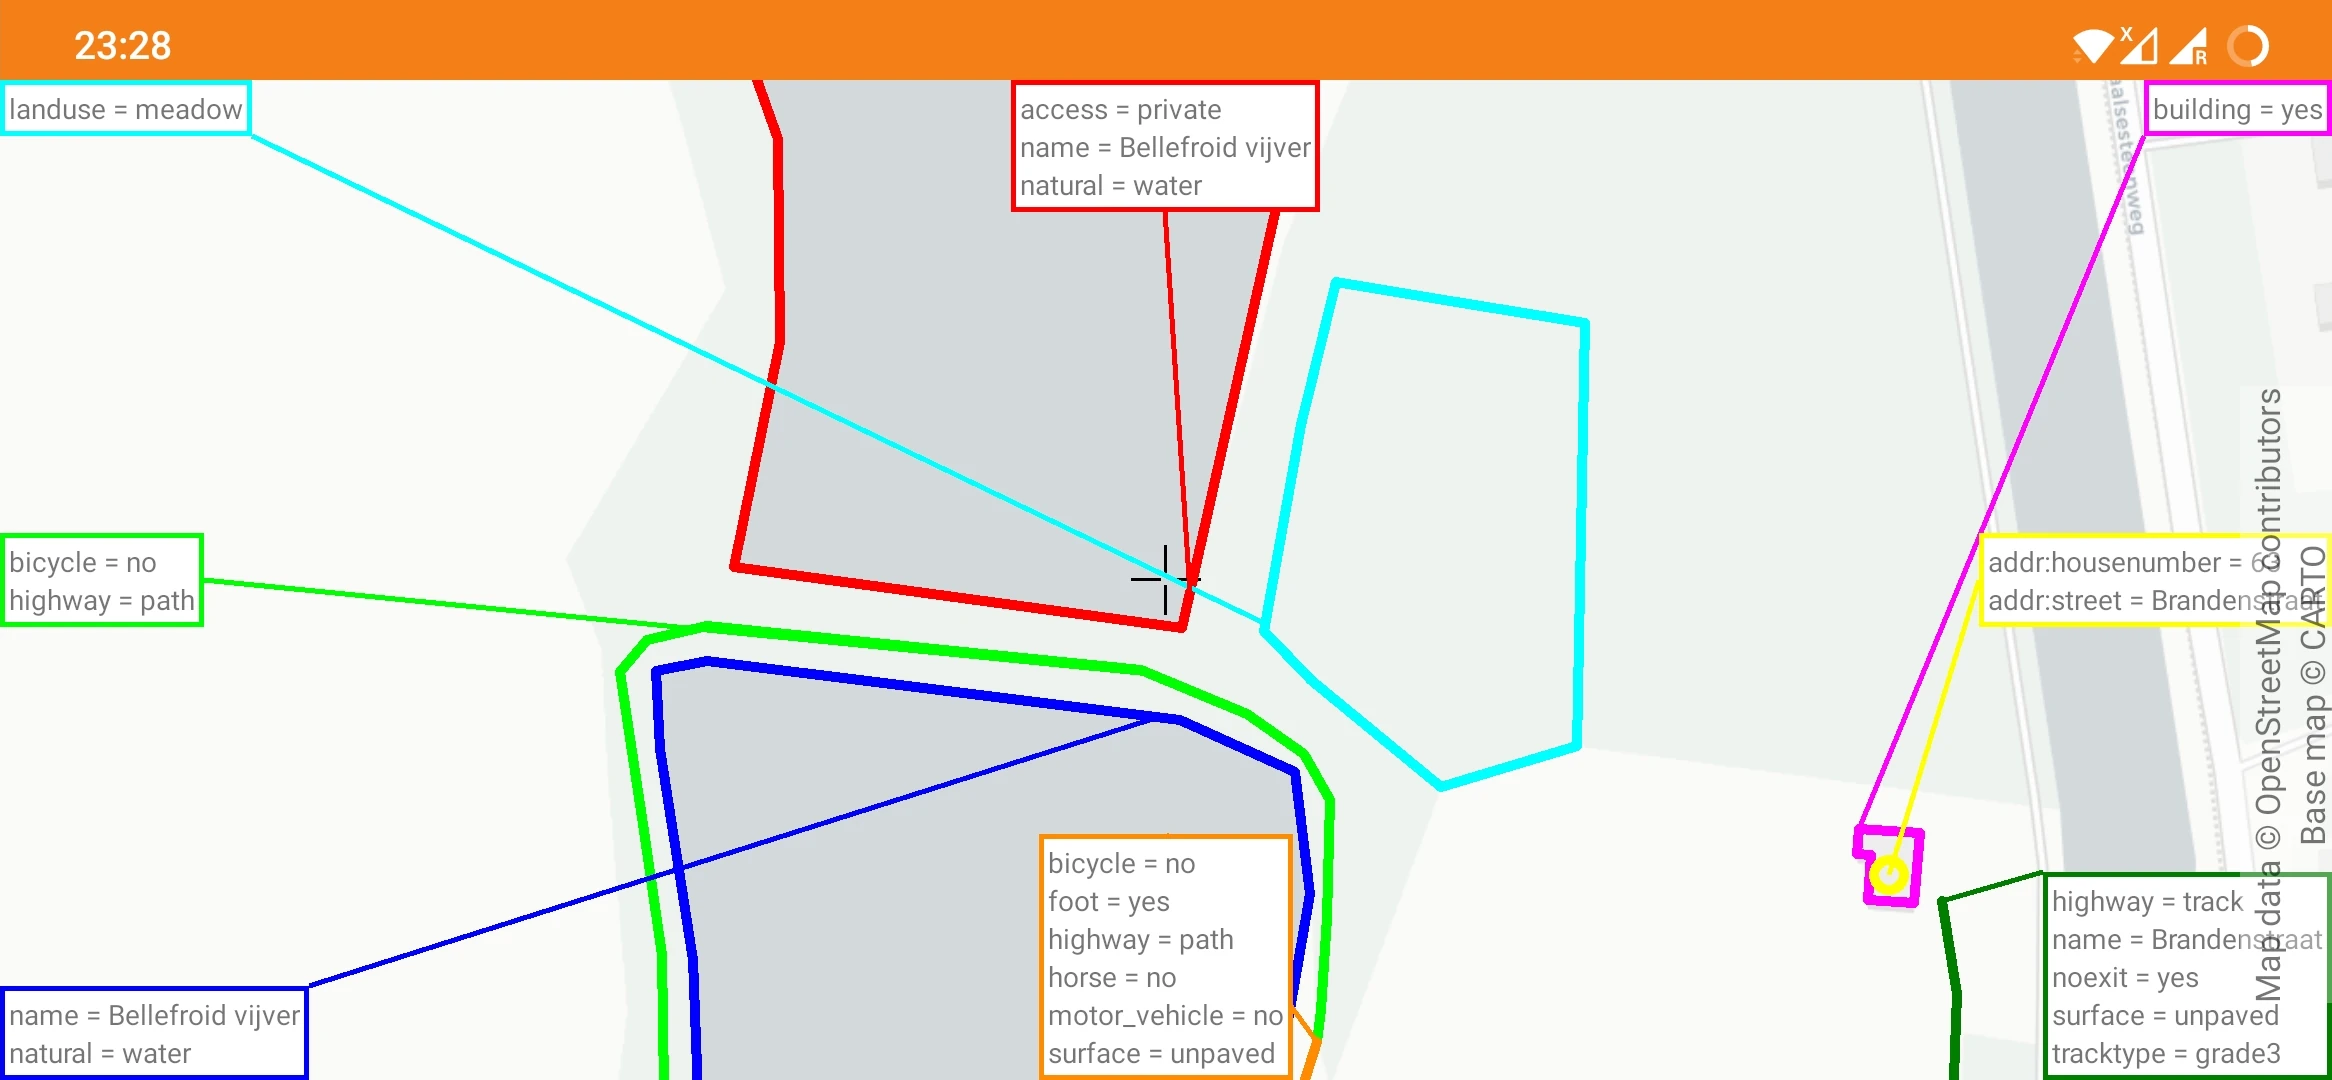 23:28
X
R
landuse = meadow
access = private
name = Bellefroid vijver
natural = water
building = yes
bicycle = no
highway = path
addr:housenumber = 63
addr:street = Brandenstraat
name = Bellefroid vijver
natural = water
bicycle = no
foot = yes
highway = path
horse = no
motor_vehicle = no
surface = unpaved
highway = track
name = Brandenstraat
noexit = yes
surface = unpaved
tracktype = grade3
Map data © OpenStreetMap contributors
Base map © CARTO